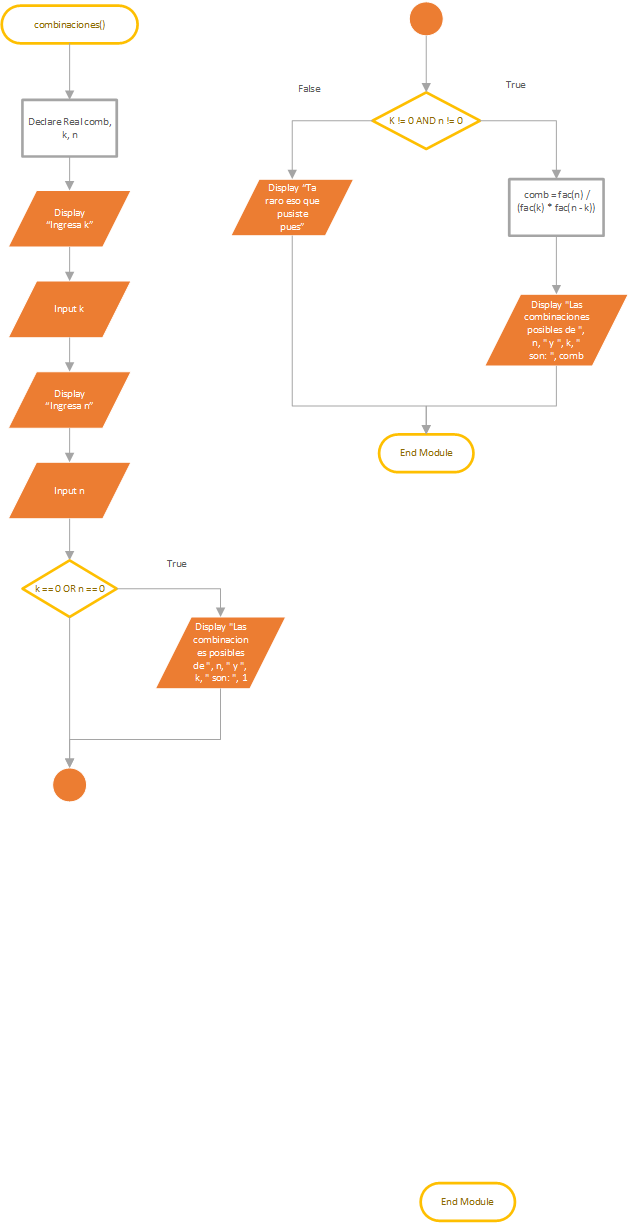 combinaciones()
Declare Real comb,
k, n
Display
"Ingresa k"
Input k
Display
"Ingresa n"
Input n
k == 0 OR n == 0
True
Display "Las
combinacion
es posibles
de ", n, " y ",
k, " son: ", 1
K != 0 AND n != 0
False
True
Display "Ta
raro eso que
pusiste
pues"
comb = fac(n) /
(fac(k) * fac(n - k))
Display "Las
combinaciones
posibles de ",
n, " y ", k, "
son: ", comb
End Module
End Module